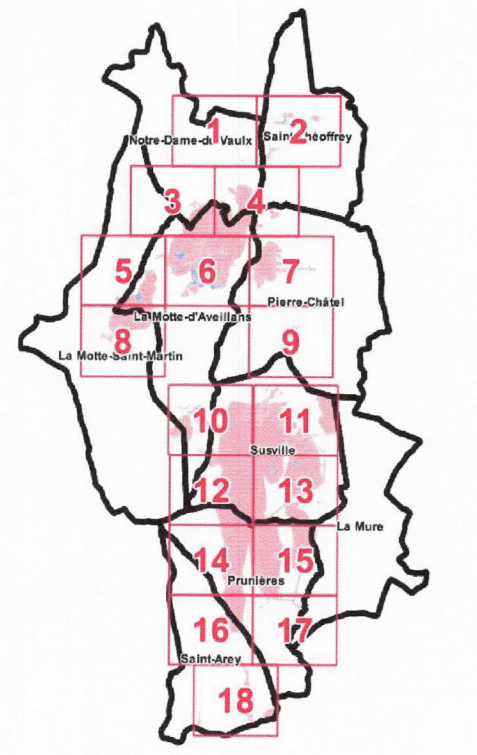 1
2
Notre-Dame-du-Vaulx
Saint-Théoffrey
3
4
5
6
7
Pierre-Châtel
La Motte-d'Aveillans
8
9
La Motte-Saint-Martin
10
11
Susville
12
13
La Mure
14
15
Prunières
16
17
Saint-Arey
18